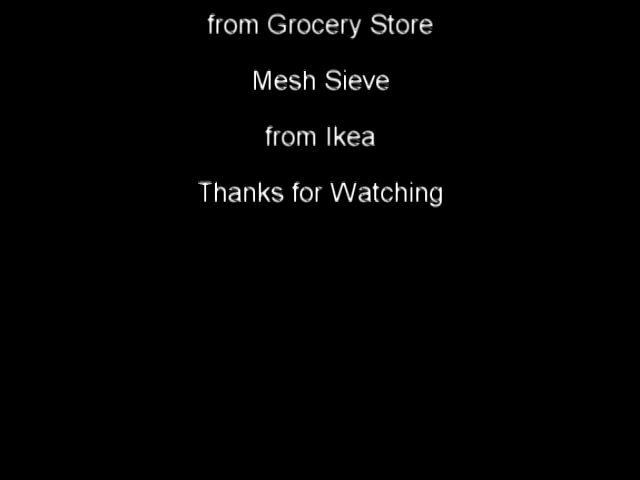 from Grocery Store
Mesh Sieve
from Ikea
Thanks for Watching